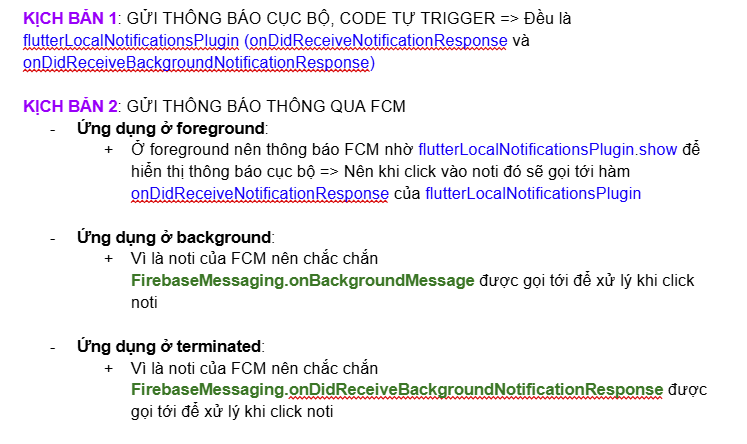 KỊCH BẢN 1: GỬI THÔNG BÁO CỤC BỘ, CODE TỰ TRIGGER => Đều là
flutterLocalNotificationsPlugin (onDidReceiveNotificationResponse và
onDidReceiveBackgroundNotificationResponse)
KỊCH BẢN 2: GỬI THÔNG BÁO THÔNG QUA FCM
- Ứng dụng ở foreground:
+ Ở foreground nên thông báo FCM nhờ flutterLocalNotificationsPlugin.show để
hiển thị thông báo cục bộ => Nên khi click vào noti đó sẽ gọi tới hàm
onDidReceiveNotificationResponse của flutterLocalNotificationsPlugin
- Ứng dụng ở background:
+ Vì là noti của FCM nên chắc chắn
FirebaseMessaging.onBackgroundMessage được gọi tới để xử lý khi click
noti
- Ứng dụng ở terminated:
+ Vì là noti của FCM nên chắc chắn
FirebaseMessaging.onDidReceiveBackgroundNotificationResponse được
gọi tới để xử lý khi click noti